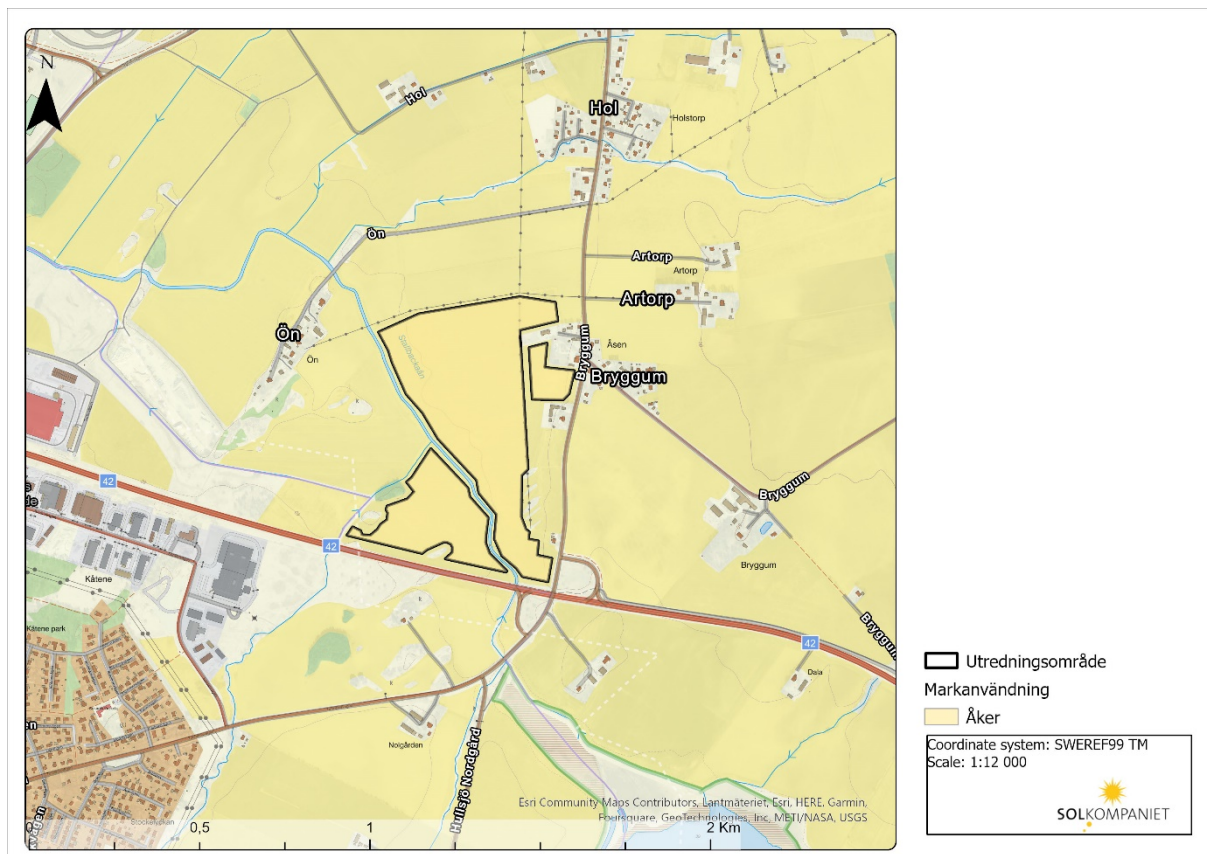 N
Hol
Hol
Holstorp
Ön
Artorp
Artorp
Artorp
Ön
Ön
Stallbackaån
Bryggum
Åsen
Bryggum
42
42
Bryggum
Bryggum
Kåtene
Kåtene park
Bryggum
42
Dala
Nolgården
Hullsjö Nordgård
Esri Community Maps Contributors, Lantmäteriet, Esri, HERE, Garmin,
Foursquare, GeoTechnologies, Inc, METI/NASA, USGS
0,5
1
2 Km
Utredningsområde
Markanvändning
Åker
Coordinate system: SWEREF99 TM
Scale: 1:12 000
SOLKOMPANIET